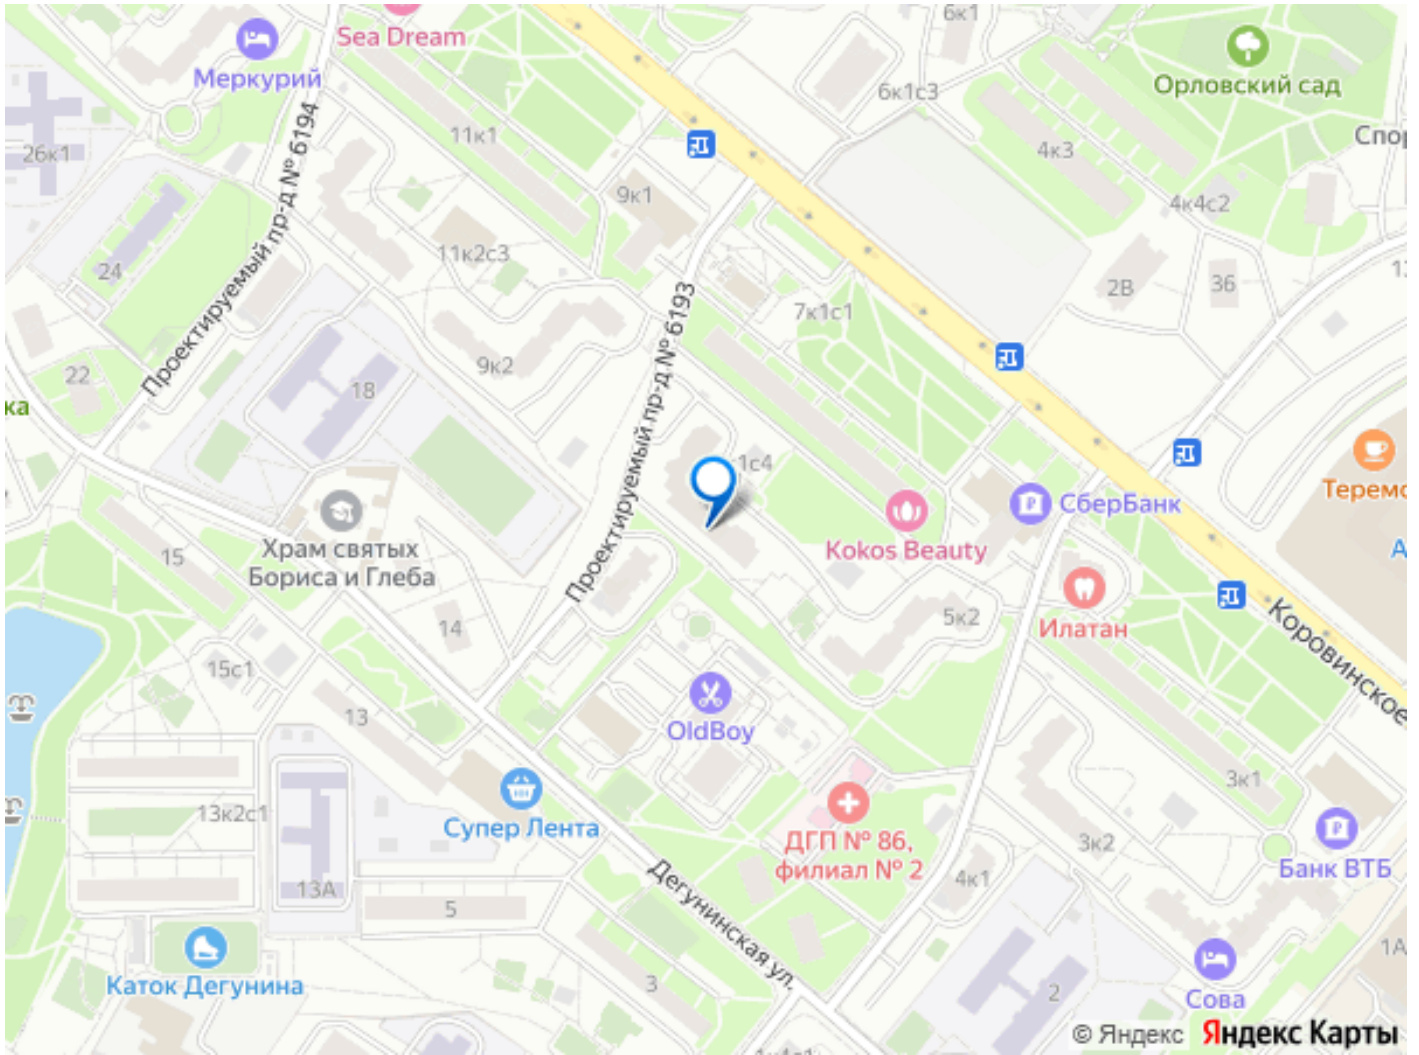 6к1
Sea Dream
Меркурий
Орловский сад
6к1с3
Проектируемый пр-д № 6194
11к1
4к3
26к1
9к1
4к4с2
11к2с3
24
2В
36
Проектируемый пр-д № 6193
7к1с1
9к2
22
18
ка
1с4
СберБанк
Kokos Beauty
Храм святых
Бориса и Глеба
15
5к2
Илатан
14
Коровинское
15с1
13
OldBoy
3к1
13к2с1
Супер Лента
ДГП № 86,
филиал № 2
3к2
Банк ВТБ
4к1
13А
5
Дегунинская ул.
1А
Каток Дегунина
3
2
Сова
© Яндекс Яндекс Карты